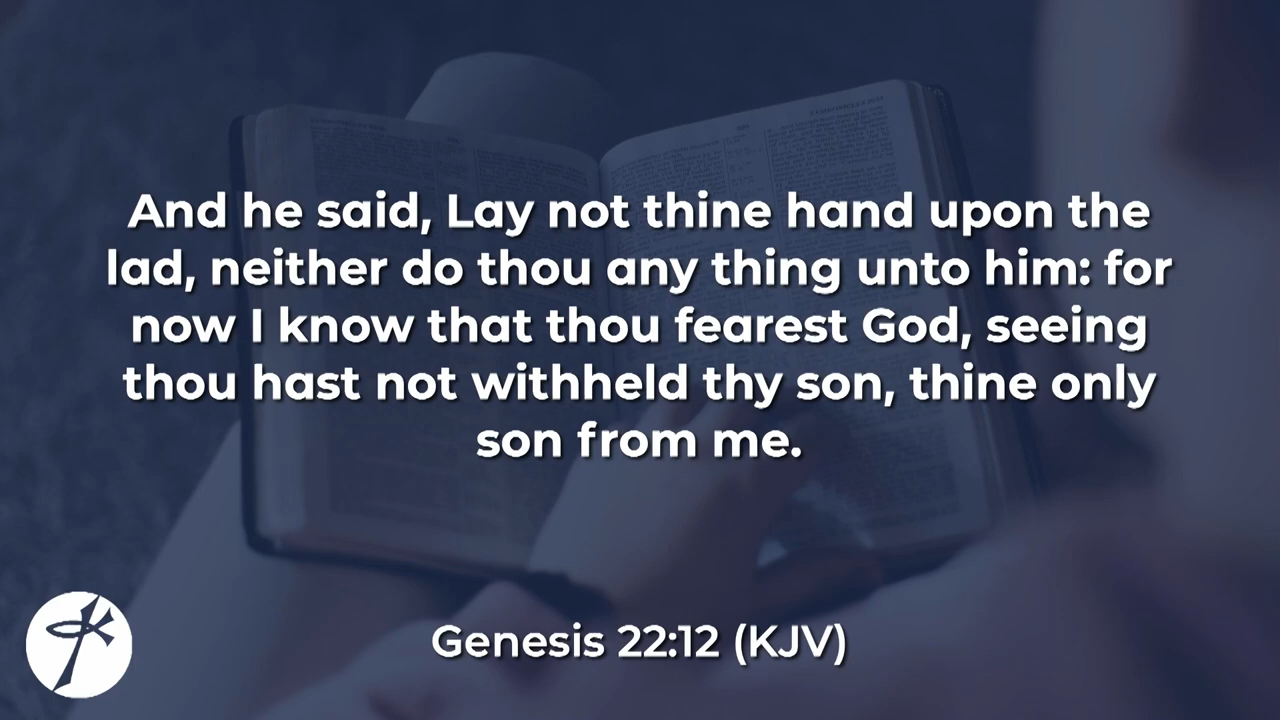 And he said, Lay not thine hand upon the
lad, neither do thou any thing unto him: for
now I know that thou fearest God, seeing
thou hast not withheld thy son, thine only
son from me.
Genesis 22:12 (KJV)